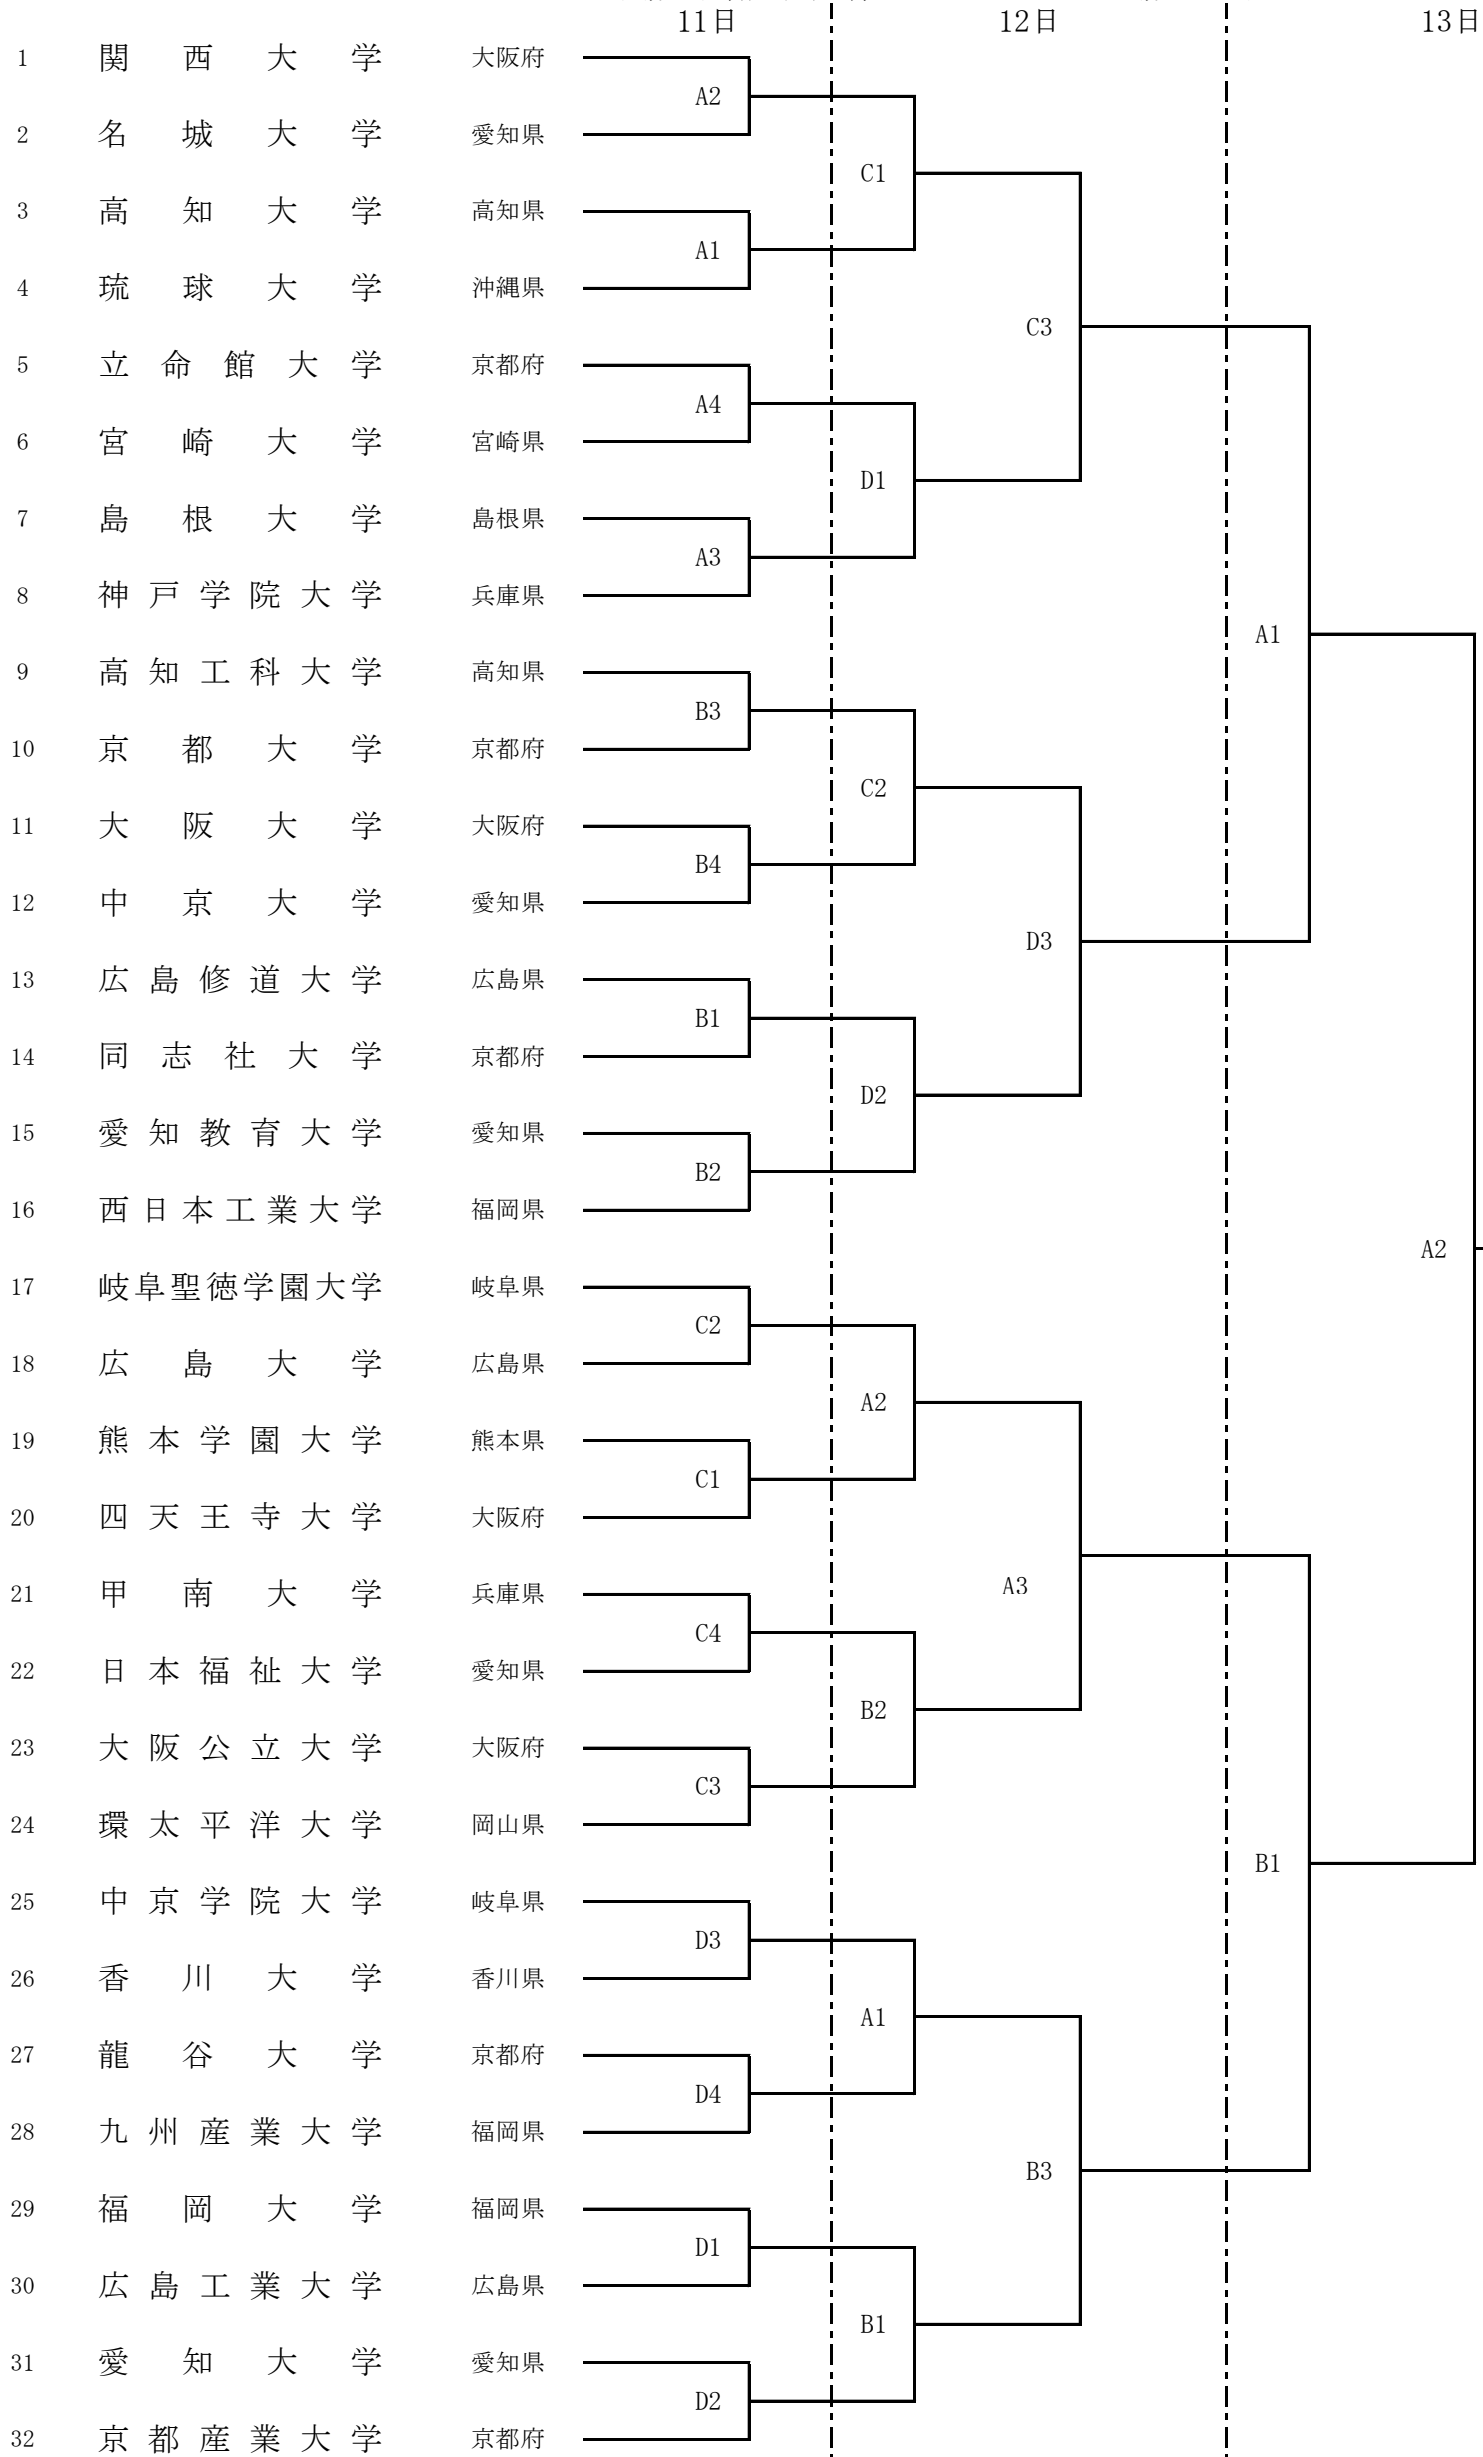 11日 12日 13日
1 関西大学 大阪府
A2
2 名城大学 愛知県
C1
3 高知大学 高知県
A1
4 琉球大学 沖縄県
C3
5 立命館大学 京都府
A4
6 宮崎大学 宮崎県
D1
7 島根大学 島根県
A3
8 神戸学院大学 兵庫県
A1
9 高知工科大学 高知県
B3
10 京都大学 京都府
C2
11 大阪大学 大阪府
B4
12 中京大学 愛知県
D3
13 広島修道大学 広島県
B1
14 同志社大学 京都府
D2
15 愛知教育大学 愛知県
B2
16 西日本工業大学 福岡県
A2
17 岐阜聖徳学園大学 岐阜県
C2
18 広島大学 広島県
A2
19 熊本学園大学 熊本県
C1
20 四天王寺大学 大阪府
A3
21 甲南大学 兵庫県
C4
22 日本福祉大学 愛知県
B2
23 大阪公立大学 大阪府
C3
24 環太平洋大学 岡山県
B1
25 中京学院大学 岐阜県
D3
26 香川大学 香川県
A1
27 龍谷大学 京都府
D4
28 九州産業大学 福岡県
B3
29 福岡大学 福岡県
D1
30 広島工業大学 広島県
B1
31 愛知大学 愛知県
D2
32 京都産業大学 京都府